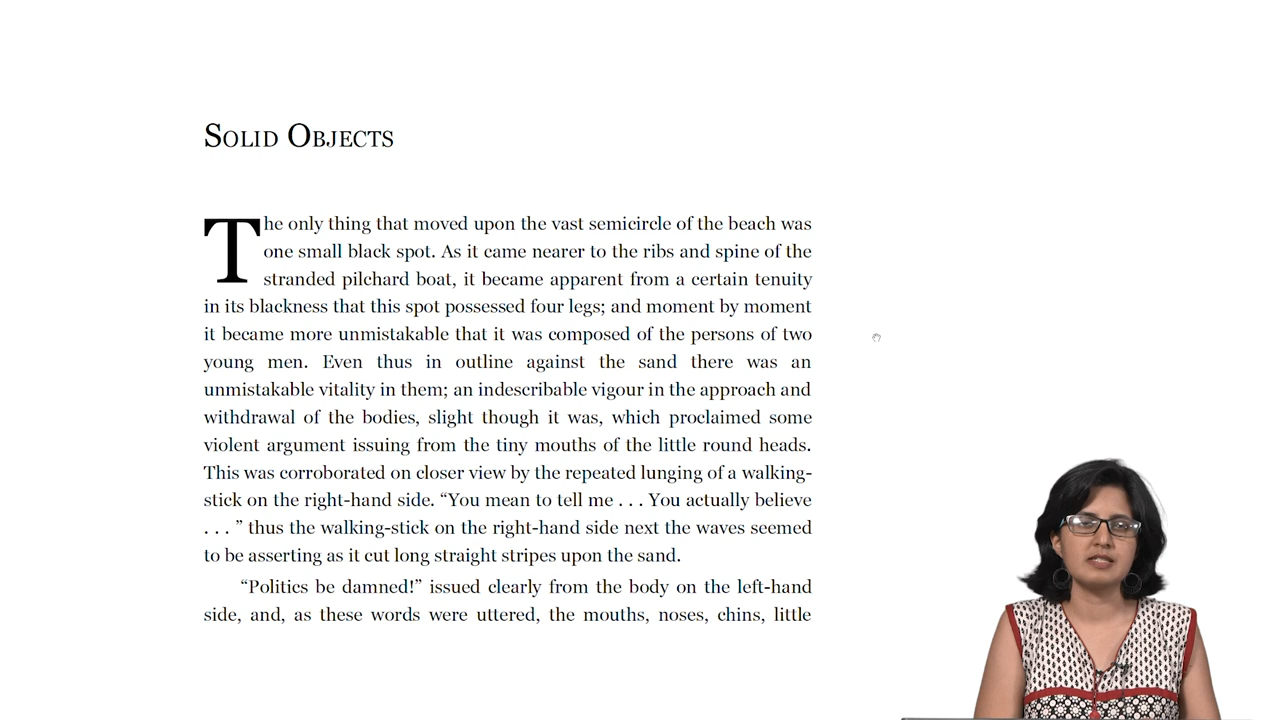 SOLID OBJECTS
The only thing that moved upon the vast semicircle of the beach was
one small black spot. As it came nearer to the ribs and spine of the
stranded pilchard boat, it became apparent from a certain tenuity
in its blackness that this spot possessed four legs; and moment by moment
it became more unmistakable that it was composed of the persons of two
young men. Even thus in outline against the sand there was an
unmistakable vitality in them; an indescribable vigour in the approach and
withdrawal of the bodies, slight though it was, which proclaimed some
violent argument issuing from the tiny mouths of the little round heads.
This was corroborated on closer view by the repeated lunging of a walking-
stick on the right-hand side. “You mean to tell me . . . You actually believe
. . . ” thus the walking-stick on the right-hand side next the waves seemed
to be asserting as it cut long straight stripes upon the sand.
“Politics be damned!” issued clearly from the body on the left-hand
side, and, as these words were uttered, the mouths, noses, chins, little